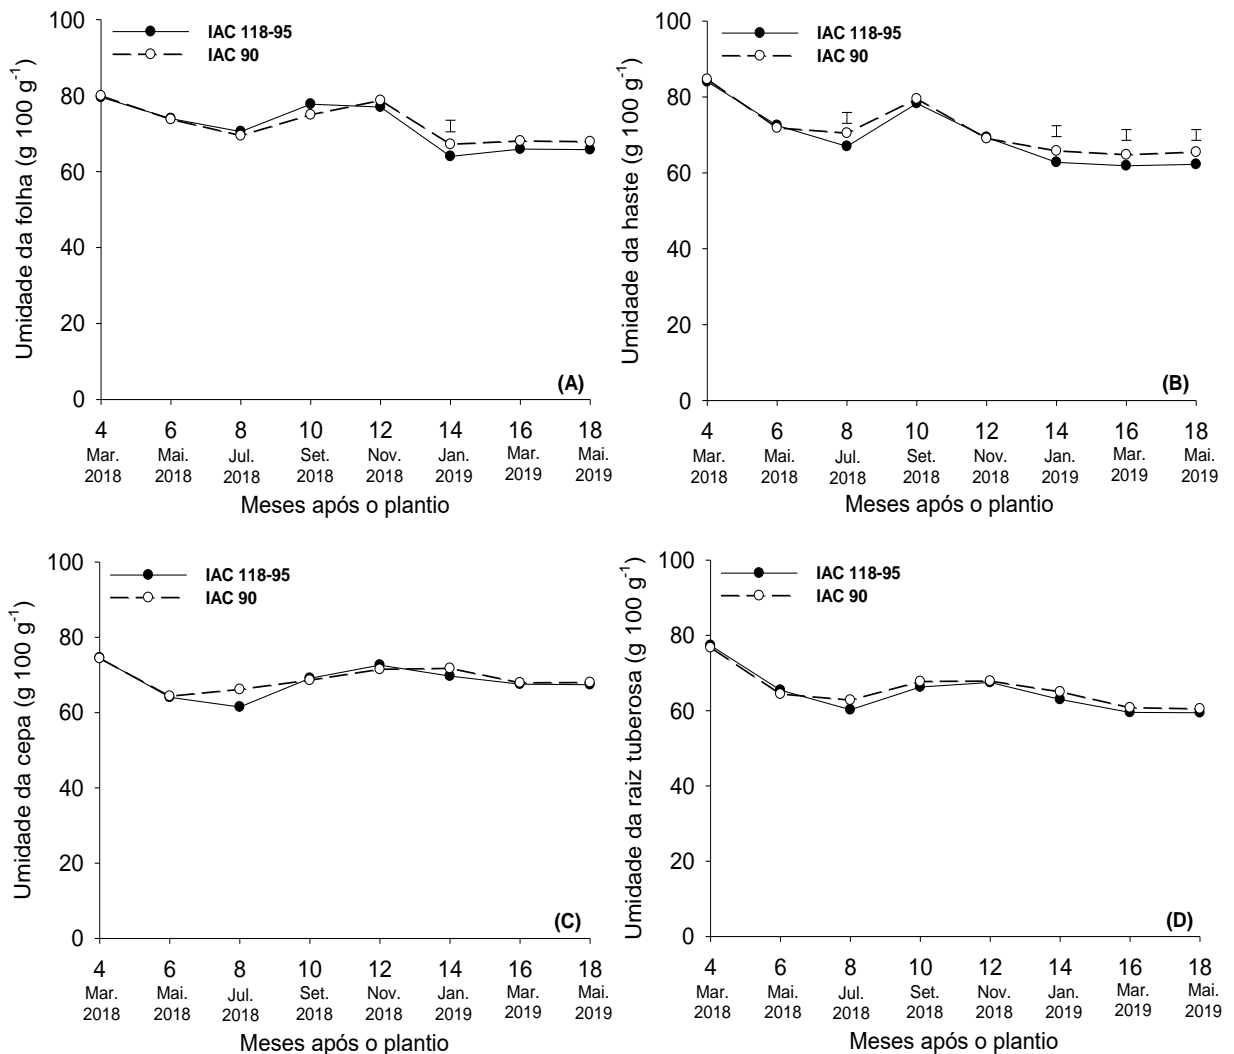 Umidade da folha (g 100 g⁻¹)
100
80
60
40
20
0
IAC 118-95
IAC 90
(A)
4 6 8 10 12 14 16 18
Mar. Mai. Jul. Set. Nov. Jan. Mar. Mai.
2018 2018 2018 2018 2018 2019 2019 2019
Meses após o plantio
Umidade da haste (g 100 g⁻¹)
100
80
60
40
20
0
IAC 118-95
IAC 90
(B)
4 6 8 10 12 14 16 18
Mar. Mai. Jul. Set. Nov. Jan. Mar. Mai.
2018 2018 2018 2018 2018 2019 2019 2019
Meses após o plantio
Umidade da cepa (g 100 g⁻¹)
100
80
60
40
20
0
IAC 118-95
IAC 90
(C)
4 6 8 10 12 14 16 18
Mar. Mai. Jul. Set. Nov. Jan. Mar. Mai.
2018 2018 2018 2018 2018 2019 2019 2019
Meses após o plantio
Umidade da raiz tuberosa (g 100 g⁻¹)
100
80
60
40
20
0
IAC 118-95
IAC 90
(D)
4 6 8 10 12 14 16 18
Mar. Mai. Jul. Set. Nov. Jan. Mar. Mai.
2018 2018 2018 2018 2018 2019 2019 2019
Meses após o plantio